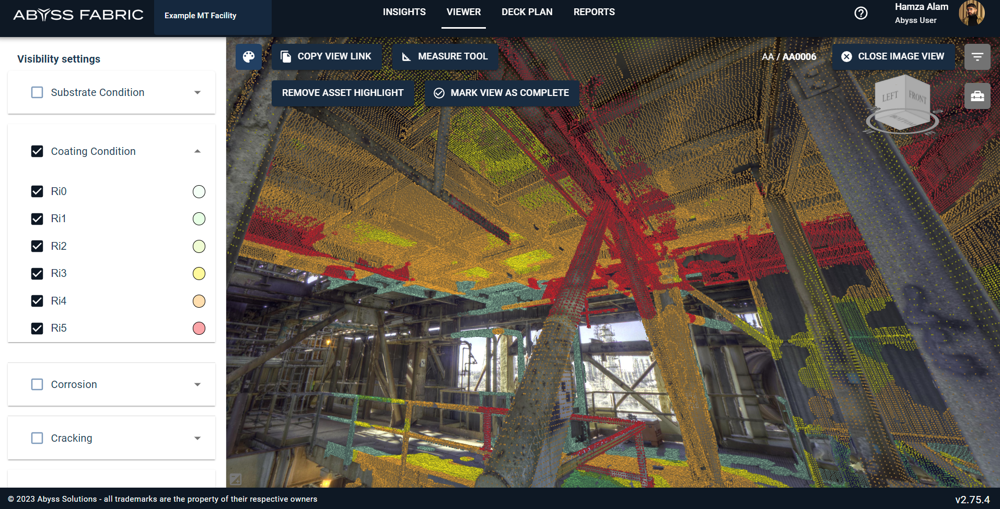 ABYSS FABRIC
Example MT Facility
INSIGHTS
VIEWER
DECK PLAN
REPORTS
Hamza Alam
Abyss User
Visibility settings
Substrate Condition
Coating Condition
Ri0
Ri1
Ri2
Ri3
Ri4
Ri5
Corrosion
Cracking
COPY VIEW LINK
MEASURE TOOL
AA / AA0006
CLOSE IMAGE VIEW
REMOVE ASSET HIGHLIGHT
MARK VIEW AS COMPLETE
LEFT
FRONT
BOTTOM
© 2023 Abyss Solutions - all trademarks are the property of their respective owners
v2.75.4